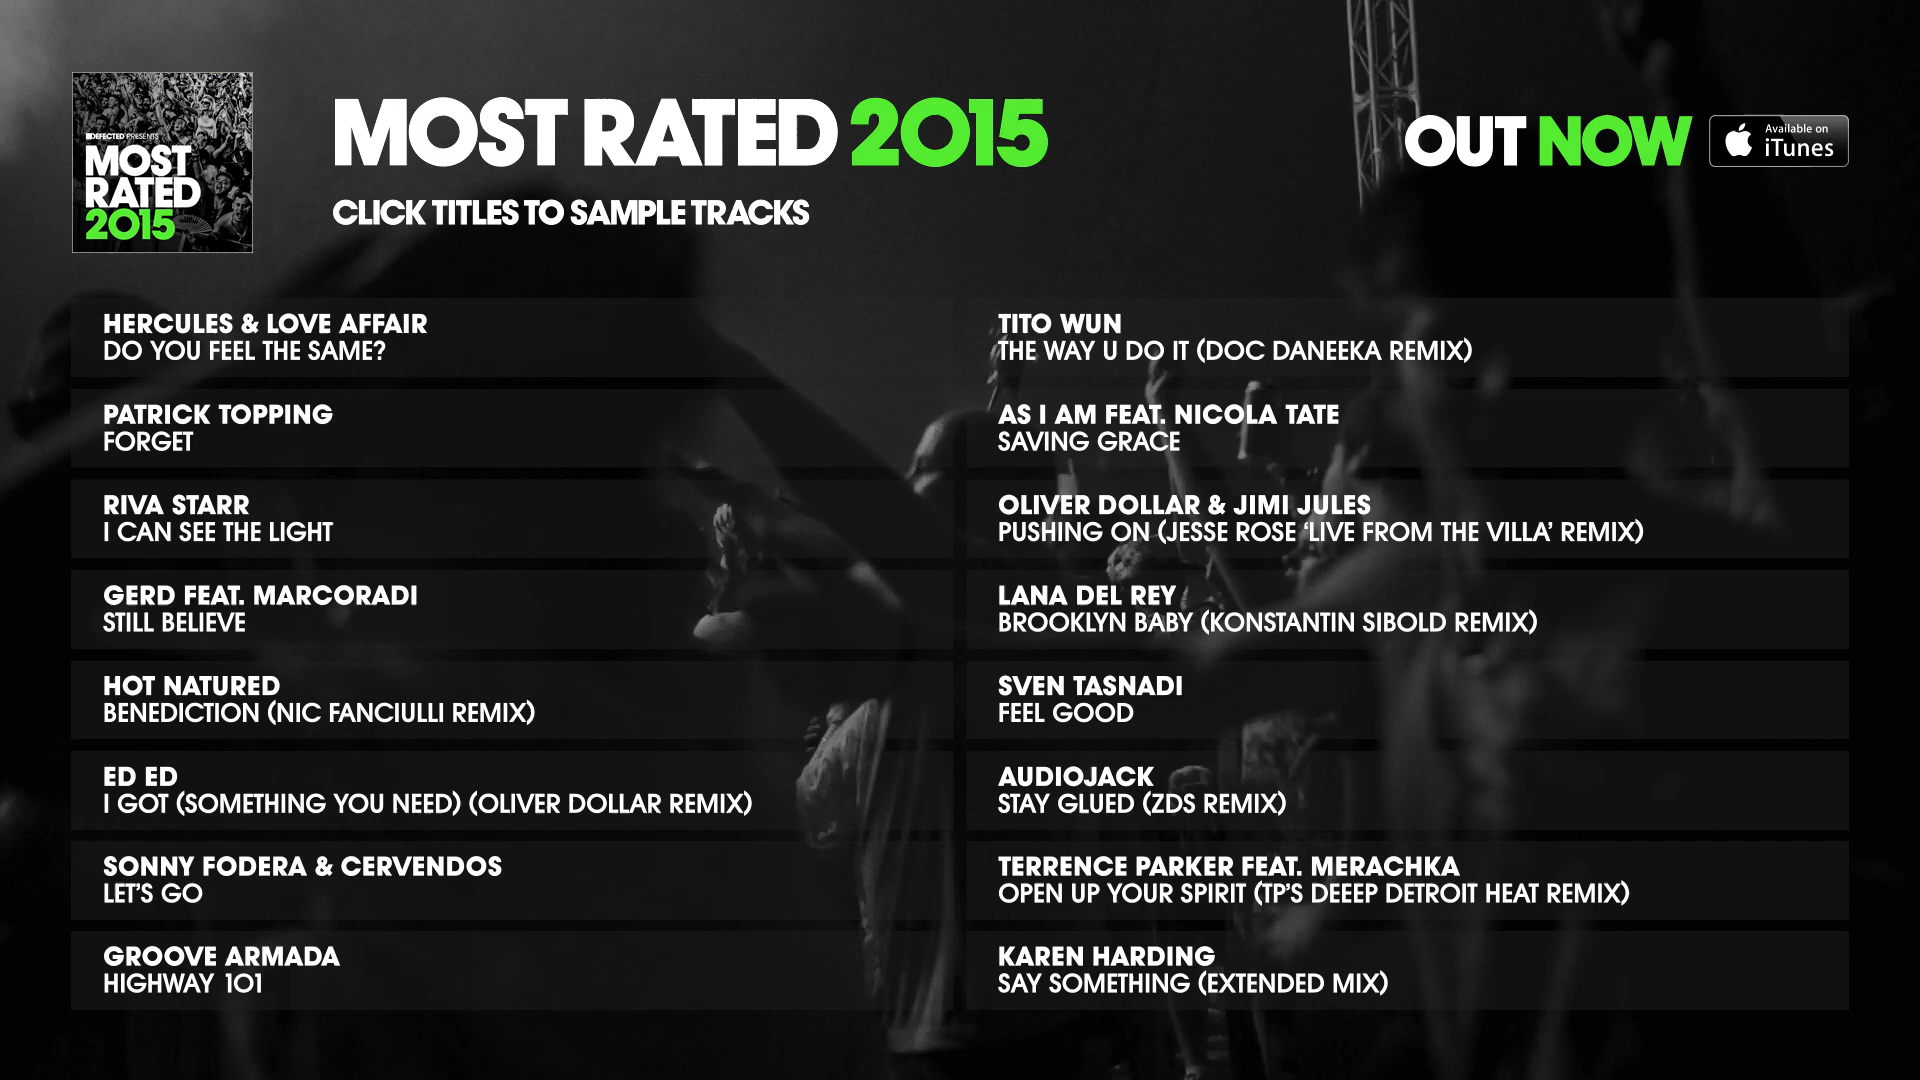 DEFECTED PRESENTS
MOST
RATED
2015
MOST RATED 2015
CLICK TITLES TO SAMPLE TRACKS
OUT NOW
Available on
iTunes
HERCULES & LOVE AFFAIR
DO YOU FEEL THE SAME?
PATRICK TOPPING
FORGET
RIVA STARR
I CAN SEE THE LIGHT
GERD FEAT. MARCORADI
STILL BELIEVE
HOT NATURED
BENEDICTION (NIC FANCIULLI REMIX)
ED ED
I GOT (SOMETHING YOU NEED) (OLIVER DOLLAR REMIX)
SONNY FODERA & CERVENDOS
LET’S GO
GROOVE ARMADA
HIGHWAY 101
TITO WUN
THE WAY U DO IT (DOC DANEEKA REMIX)
AS I AM FEAT. NICOLA TATE
SAVING GRACE
OLIVER DOLLAR & JIMI JULES
PUSHING ON (JESSE ROSE ‘LIVE FROM THE VILLA’ REMIX)
LANA DEL REY
BROOKLYN BABY (KONSTANTIN SIBOLD REMIX)
SVEN TASNADI
FEEL GOOD
AUDIOJACK
STAY GLUED (ZDS REMIX)
TERRENCE PARKER FEAT. MERACHKA
OPEN UP YOUR SPIRIT (TP’S DEEEP DETROIT HEAT REMIX)
KAREN HARDING
SAY SOMETHING (EXTENDED MIX)